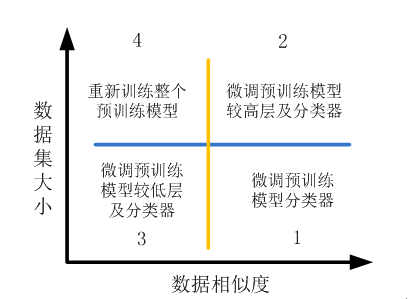 4
2
重新训练整个
预训练模型
微调预训练模型
较高层及分类器
数据集大小
微调预训练
模型较低层
及分类器
微调预训练
模型分类器
3
1
数据相似度